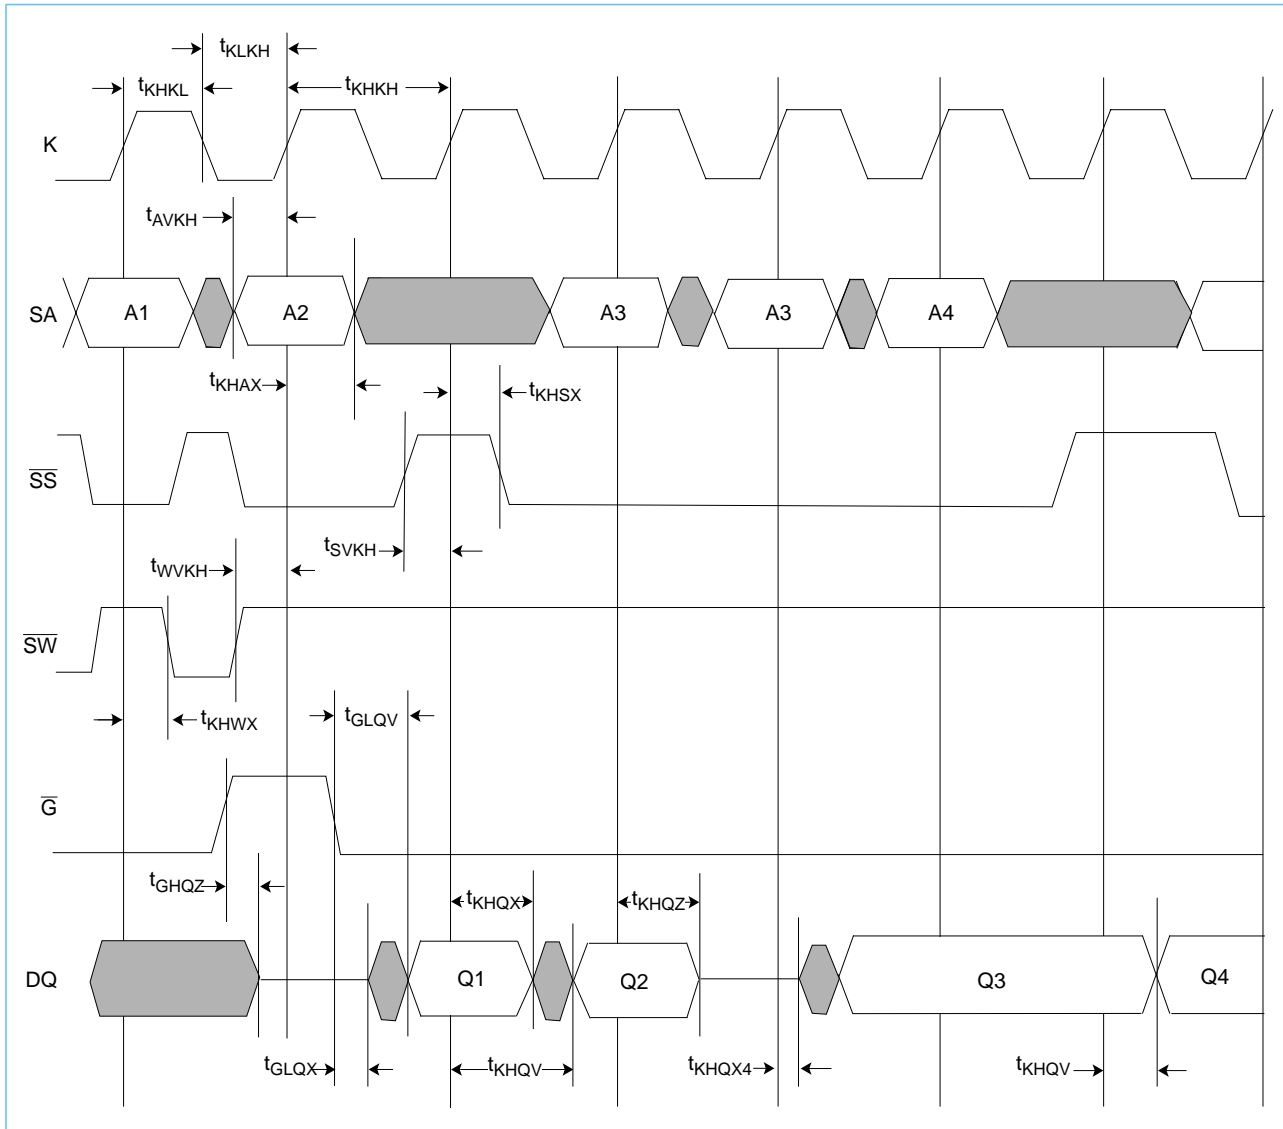 tKLKH
tKHKL
tKHKH
K
tAVKH
SA
A1
A2
A3
A3
A4
tKHAX
tKHSX
SS
tSVKH
tWVKH
SW
tKHWX
tGLQV
G
tGHQZ
tKHQX
tKHQZ
DQ
Q1
Q2
Q3
Q4
tGLQX
tKHQV
tKHQX4
tKHQV